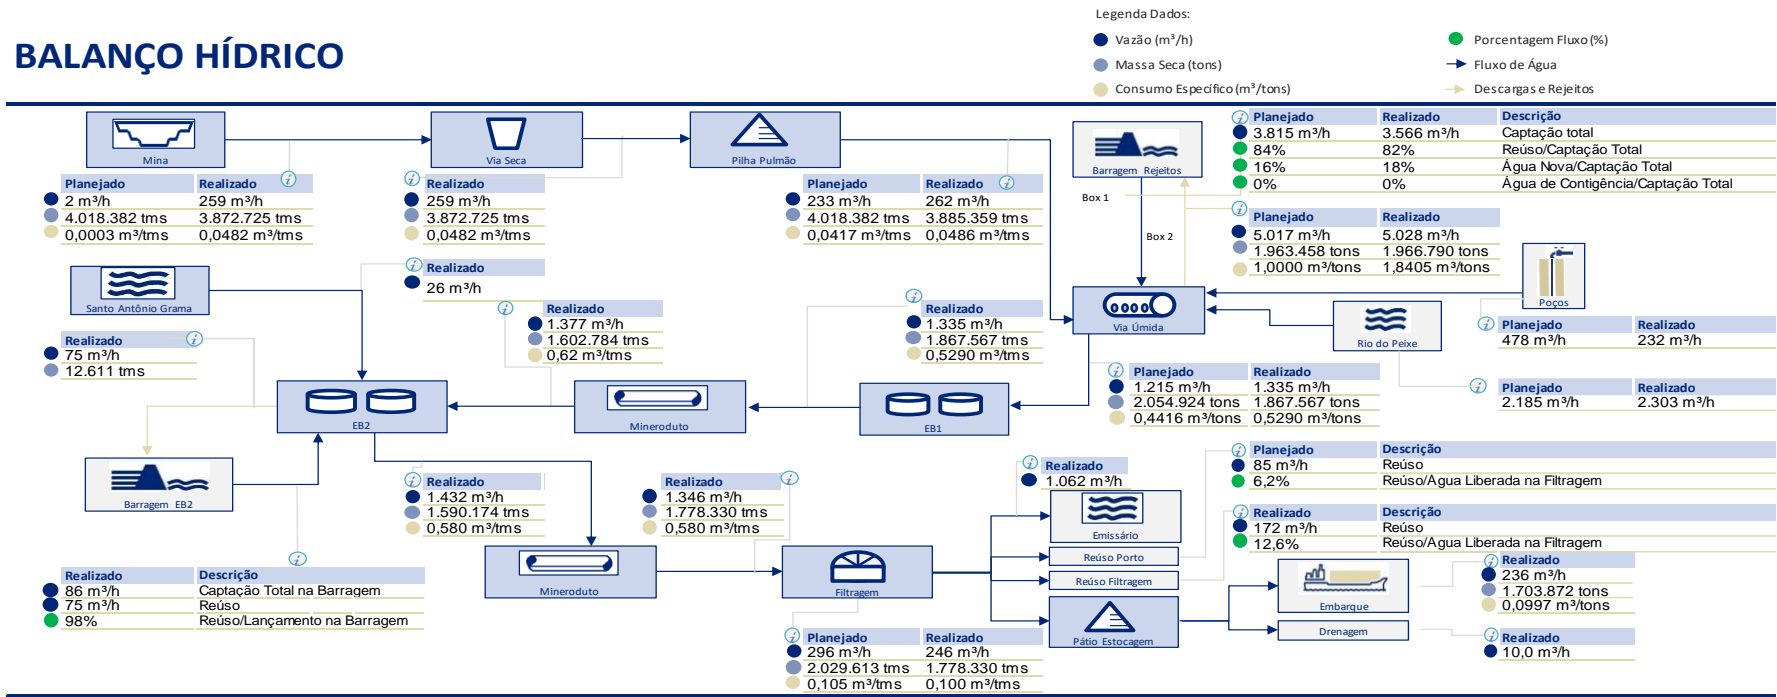 BALANÇO HÍDRICO
Legenda Dados:
Vazão (m³/h)
Massa Seca (tons)
Consumo Específico (m³/tons)
Porcentagem Fluxo (%)
Fluxo de Água
Descargas e Rejeitos
Mina
Via Seca
Pilha Pulmão
Barragem Rejeitos
Planejado Realizado Descrição
3.815 m³/h 3.566 m³/h Captação total
84% 82% Reúso/Captação Total
16% 18% Água Nova/Captação Total
0% 0% Água de Contigência/Captação Total
Planejado Realizado
2 m³/h 259 m³/h
4.018.382 tms 3.872.725 tms
0,0003 m³/tms 0,0482 m³/tms
Realizado
259 m³/h
3.872.725 tms
0,0482 m³/tms
Planejado Realizado
233 m³/h 262 m³/h
4.018.382 tms 3.885.359 tms
0,0417 m³/tms 0,0486 m³/tms
Box 1
Box 2
Planejado Realizado
5.017 m³/h 5.028 m³/h
1.963.458 tons 1.966.790 tons
1,0000 m³/tons 1,8405 m³/tons
Poços
Santo Antônio Grama
Realizado
26 m³/h
Realizado
1.377 m³/h
1.602.784 tms
0,62 m³/tms
Realizado
1.335 m³/h
1.867.567 tms
0,5290 m³/tms
Via Úmida
Rio do Peixe
Planejado Realizado
478 m³/h 232 m³/h
Realizado
75 m³/h
12.611 tms
EB2
Mineroduto
EB1
Planejado Realizado
1.215 m³/h 1.335 m³/h
2.054.924 tons 1.867.567 tons
0,4416 m³/tons 0,5290 m³/tons
Planejado Realizado
2.185 m³/h 2.303 m³/h
Barragem EB2
Realizado
1.432 m³/h
1.590.174 tms
0,580 m³/tms
Realizado
1.346 m³/h
1.778.330 tms
0,580 m³/tms
Realizado
1.062 m³/h
Planejado Descrição
85 m³/h Reúso
6,2% Reúso/Agua Liberada na Filtragem
Realizado Descrição
172 m³/h Reúso
12,6% Reúso/Agua Liberada na Filtragem
Emissário
Reúso Porto
Reúso Filtragem
Mineroduto
Filtragem
Pátio Estocagem
Embarque
Drenagem
Realizado
236 m³/h
1.703.872 tons
0,0997 m³/tons
Realizado
10,0 m³/h
Realizado Descrição
86 m³/h Captação Total na Barragem
75 m³/h Reúso
98% Reúso/Lançamento na Barragem
Planejado Realizado
296 m³/h 246 m³/h
2.029.613 tms 1.778.330 tms
0,105 m³/tms 0,100 m³/tms